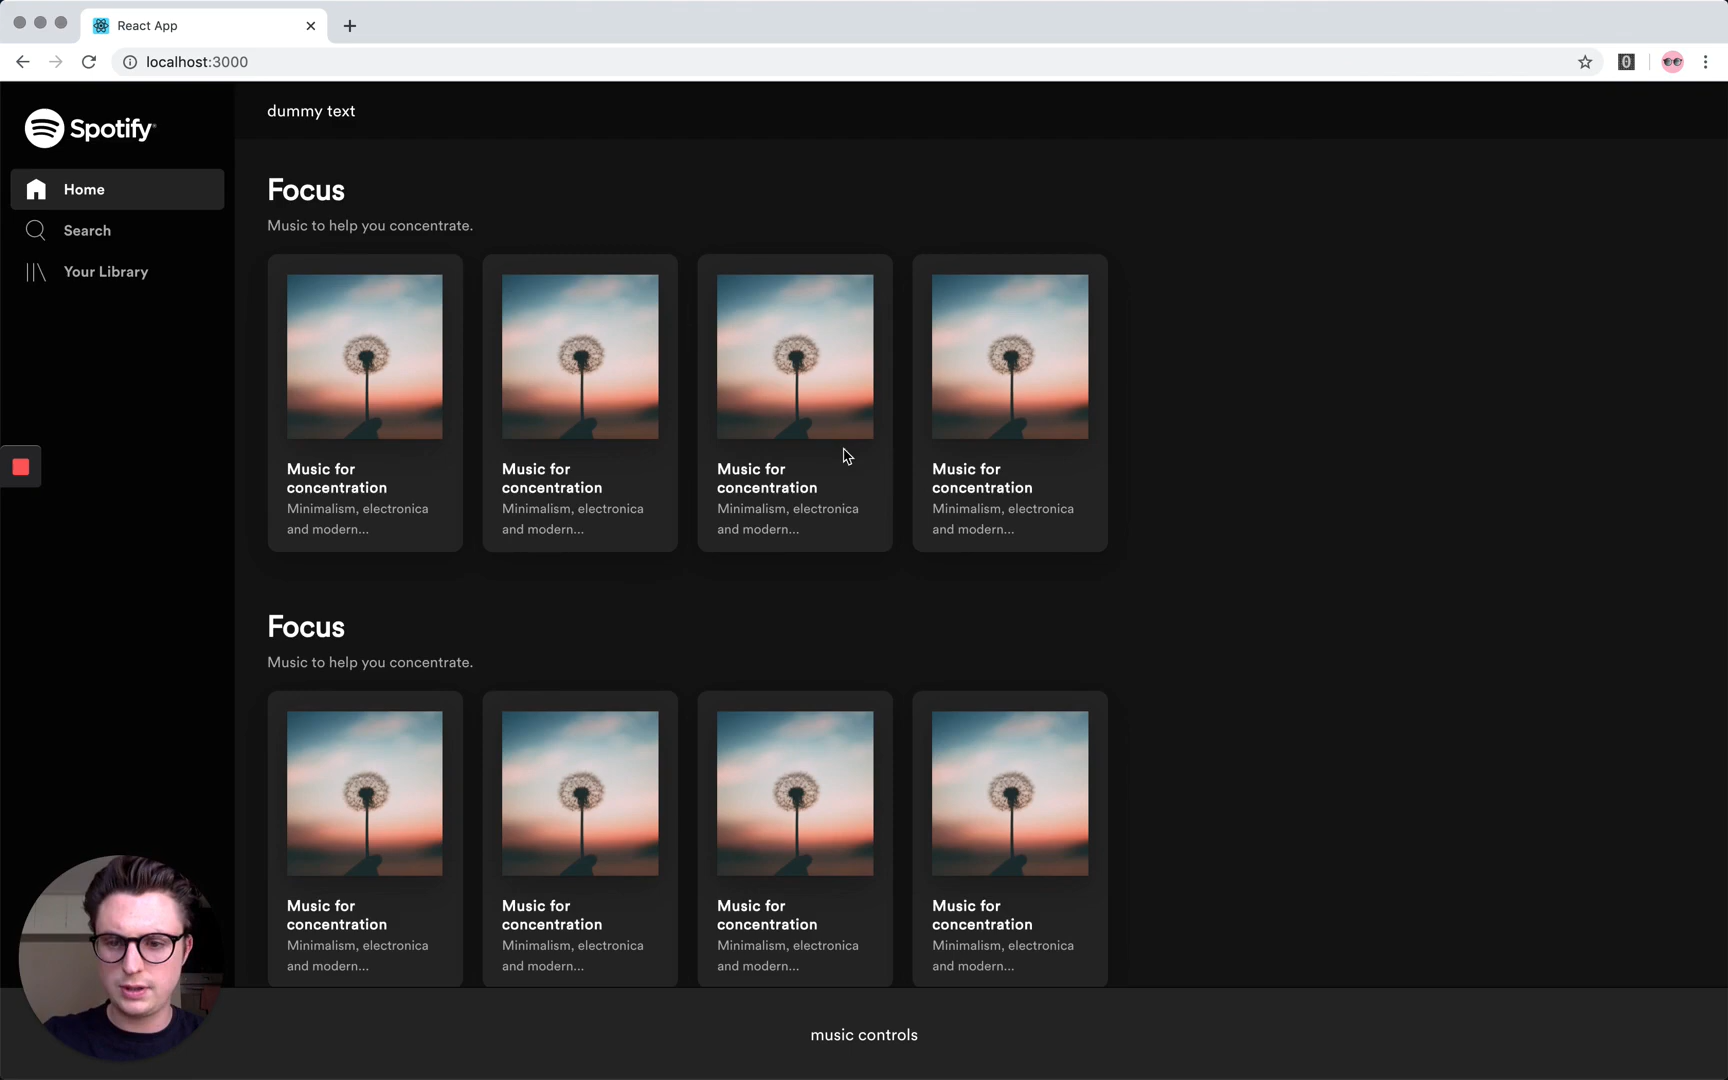 React App
localhost:3000
Spotify®
dummy text
Home
Search
Your Library
Focus
Music to help you concentrate.
Music for
concentration
Minimalism, electronica
and modern...
Music for
concentration
Minimalism, electronica
and modern...
Music for
concentration
Minimalism, electronica
and modern...
Music for
concentration
Minimalism, electronica
and modern...
Focus
Music to help you concentrate.
Music for
concentration
Minimalism, electronica
and modern...
Music for
concentration
Minimalism, electronica
and modern...
Music for
concentration
Minimalism, electronica
and modern...
Music for
concentration
Minimalism, electronica
and modern...
music controls